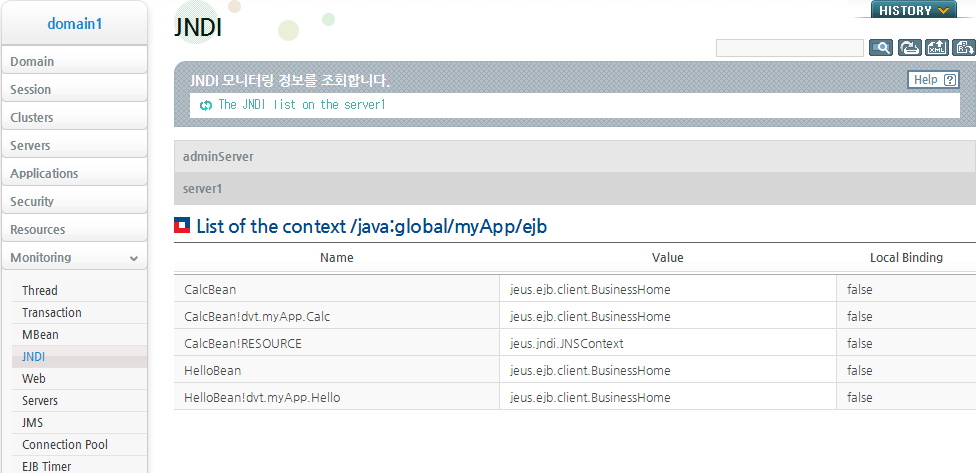 domain1
Domain
Session
Clusters
Servers
Applications
Security
Resources
Monitoring
Thread
Transaction
MBean
JNDI
Web
Servers
JMS
Connection Pool
EJB Timer
JNDI
HISTORY
JNDI 모니터링 정보를 조회합니다.
Help ?
The JNDI list on the server1
adminServer
server1
List of the context /java:global/myApp/ejb
Name Value Local Binding
CalcBean jeus.ejb.client.BusinessHome false
CalcBean!dvt.myApp.Calc jeus.ejb.client.BusinessHome false
CalcBean!RESOURCE jeus.jndi.JNSContext false
HelloBean jeus.ejb.client.BusinessHome false
HelloBean!dvt.myApp.Hello jeus.ejb.client.BusinessHome false